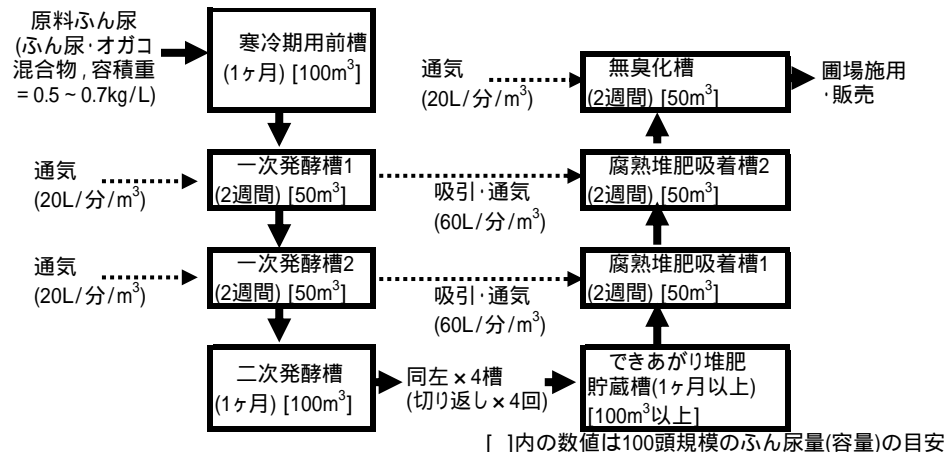 原料ふん尿
(ふん尿･オガコ
混合物 , 容積重
= 0.5 ~ 0.7kg/L)
寒冷期用前槽
(1ヶ月) [100m³]
通気
(20L/分/m³)
一次発酵槽1
(2週間) [50m³]
通気
(20L/分/m³)
一次発酵槽2
(2週間) [50m³]
二次発酵槽
(1ヶ月) [100m³]
同左 × 4槽
(切り返し × 4回)
できあがり堆肥
貯蔵槽(1ヶ月以上)
[100m³以上]
吸引･通気
(60L/分/m³)
腐熟堆肥吸着槽1
(2週間) [50m³]
吸引･通気
(60L/分/m³)
腐熟堆肥吸着槽2
(2週間) [50m³]
通気
(20L/分/m³)
無臭化槽
(2週間) [50m³]
圃場施用
･販売
[ ]内の数値は100頭規模のふん尿量(容量)の目安